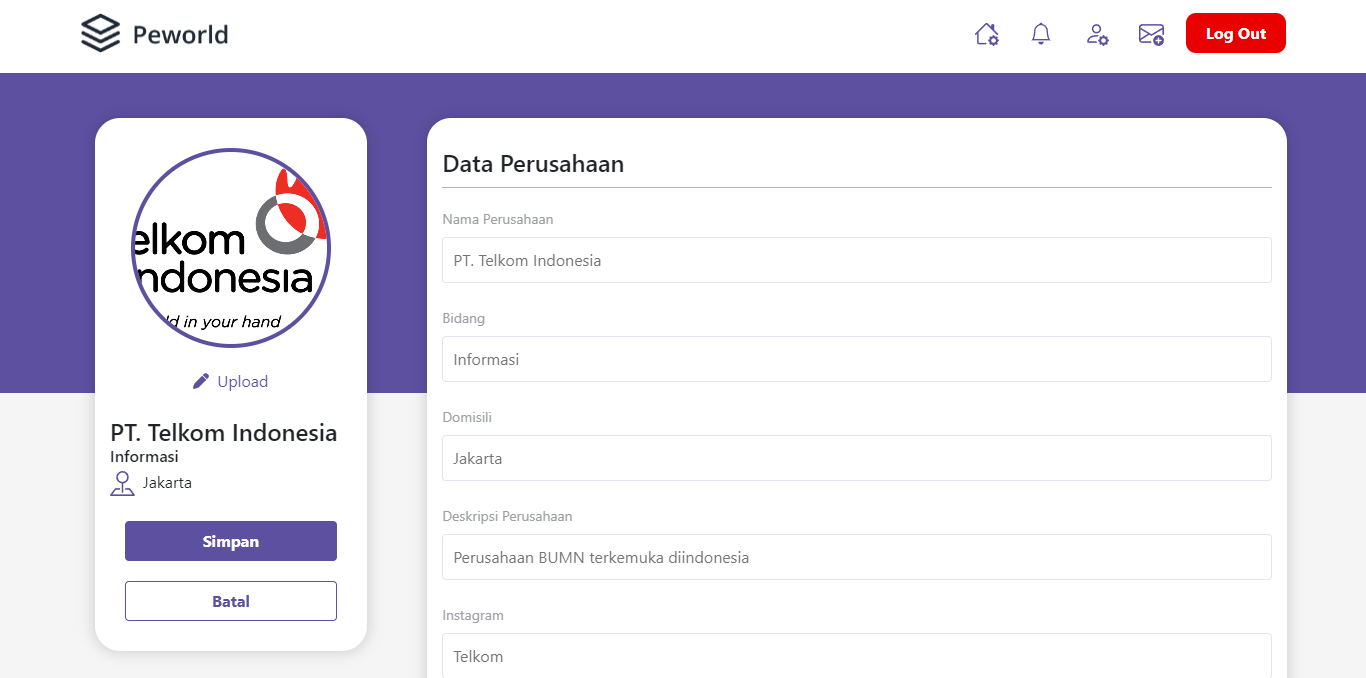 Peworld
Log Out
elkom
ndonesia
ld in your hand
Upload
PT. Telkom Indonesia
Informasi
Jakarta
Simpan
Batal
Data Perusahaan
Nama Perusahaan
PT. Telkom Indonesia
Bidang
Informasi
Domisili
Jakarta
Deskripsi Perusahaan
Perusahaan BUMN terkemuka diindonesia
Instagram
Telkom